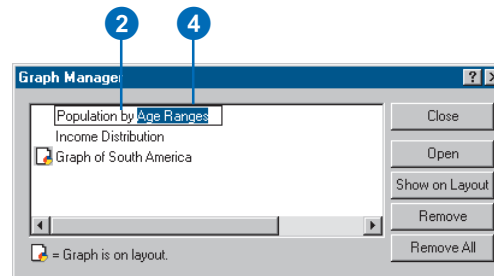 2 4
Graph Manager
Population by Age Ranges
Income Distribution
Graph of South America
= Graph is on layout.
Close
Open
Show on Layout
Remove
Remove All